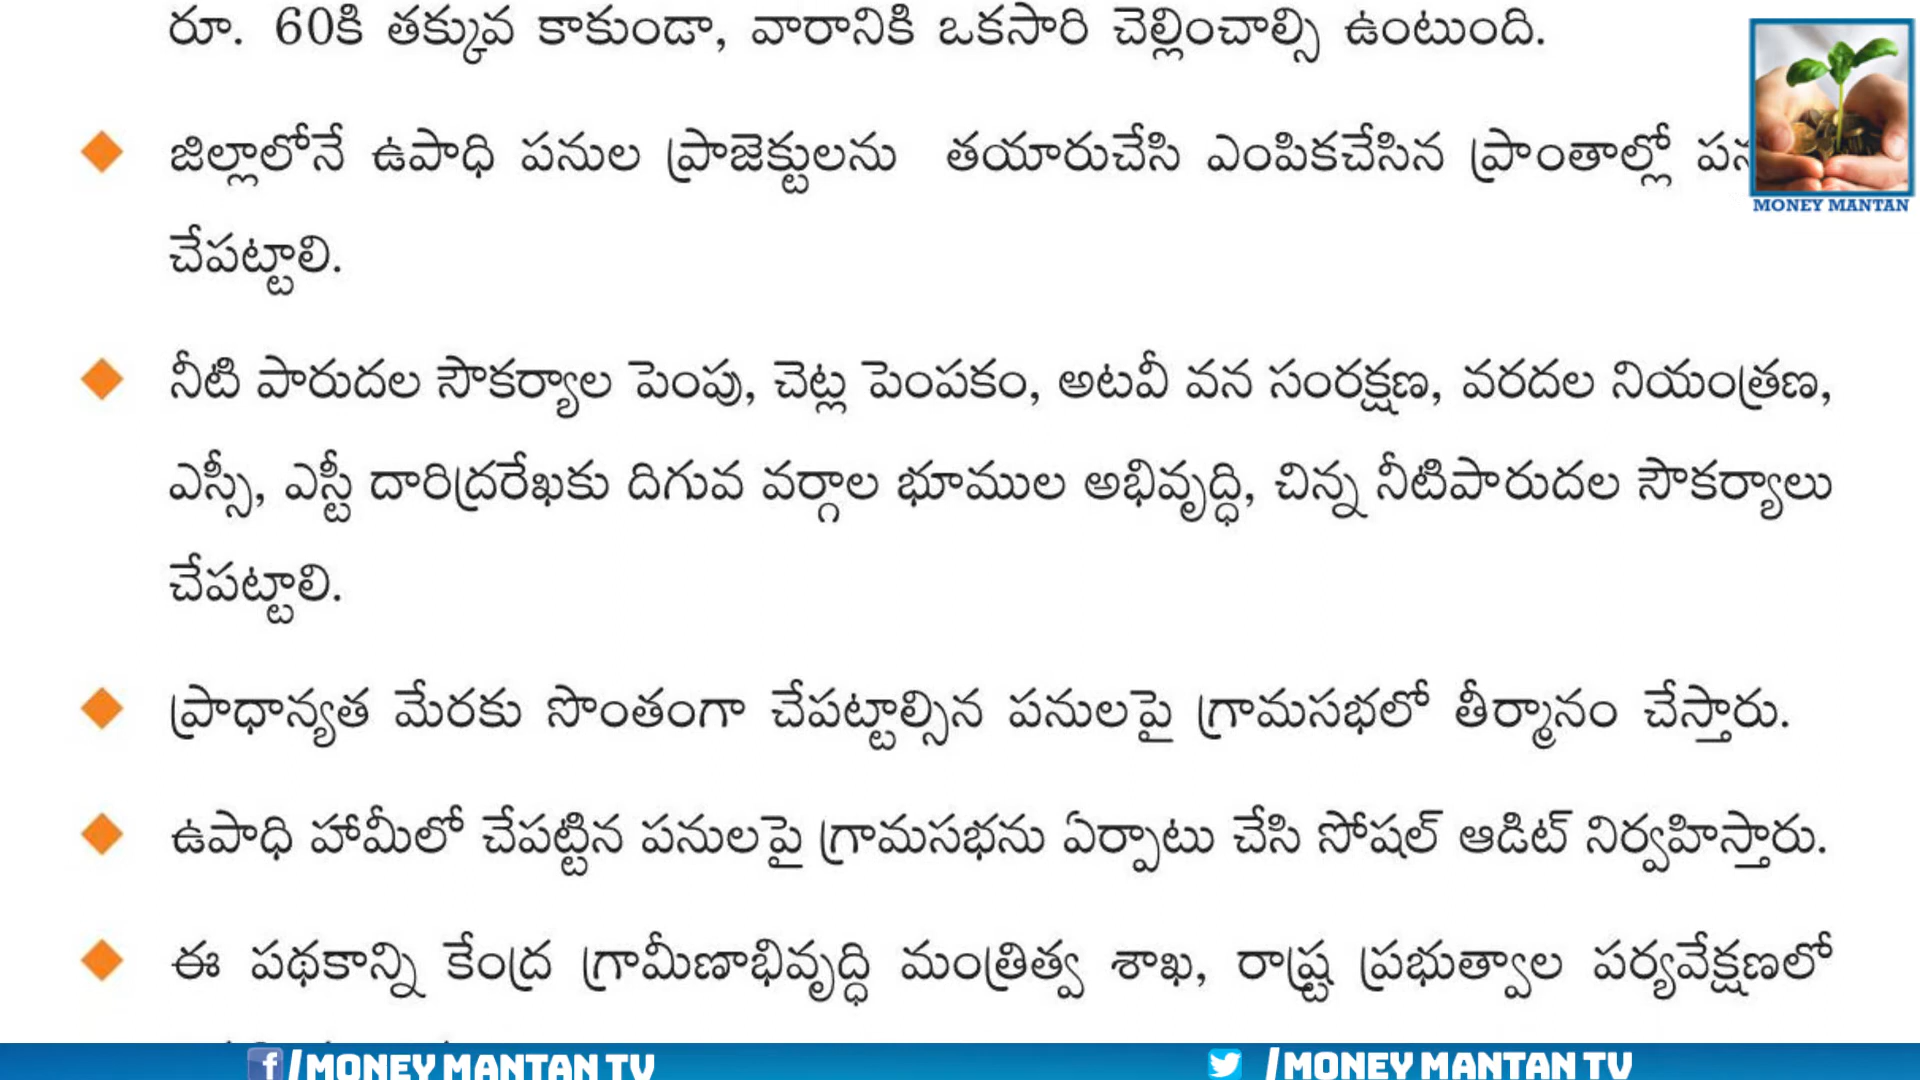 రూ. 60కి తక్కువ కాకుండా, వారానికి ఒకసారి చెల్లించాల్సి ఉంటుంది.
జిల్లాలోనే ఉపాధి పనుల ప్రాజెక్టులను తయారుచేసి ఎంపికచేసిన ప్రాంతాల్లో
చేపట్టాలి.
నీటి పారుదల సౌకర్యాల పెంపు, చెట్ల పెంపకం, అటవీ వన సంరక్షణ, వరదల నియంత్రణ,
ఎస్సీ, ఎస్టీ దారిద్రరేఖకు దిగువ వర్గాల భూముల అభివృద్ధి, చిన్న నీటిపారుదల సౌకర్యాలు
చేపట్టాలి.
ప్రాధాన్యత మేరకు సొంతంగా చేపట్టాల్సిన పనులపై గ్రామసభలో తీర్మానం చేస్తారు.
ఉపాధి హామీలో చేపట్టిన పనులపై గ్రామసభను ఏర్పాటు చేసి సోషల్ ఆడిట్ నిర్వహిస్తారు.
ఈ పథకాన్ని కేంద్ర గ్రామీణాభివృద్ధి మంత్రిత్వ శాఖ, రాష్ట్ర ప్రభుత్వాల పర్యవేక్షణలో
MONEY MANTAN
/MONEY MANTAN TV
/MONEY MANTAN TV